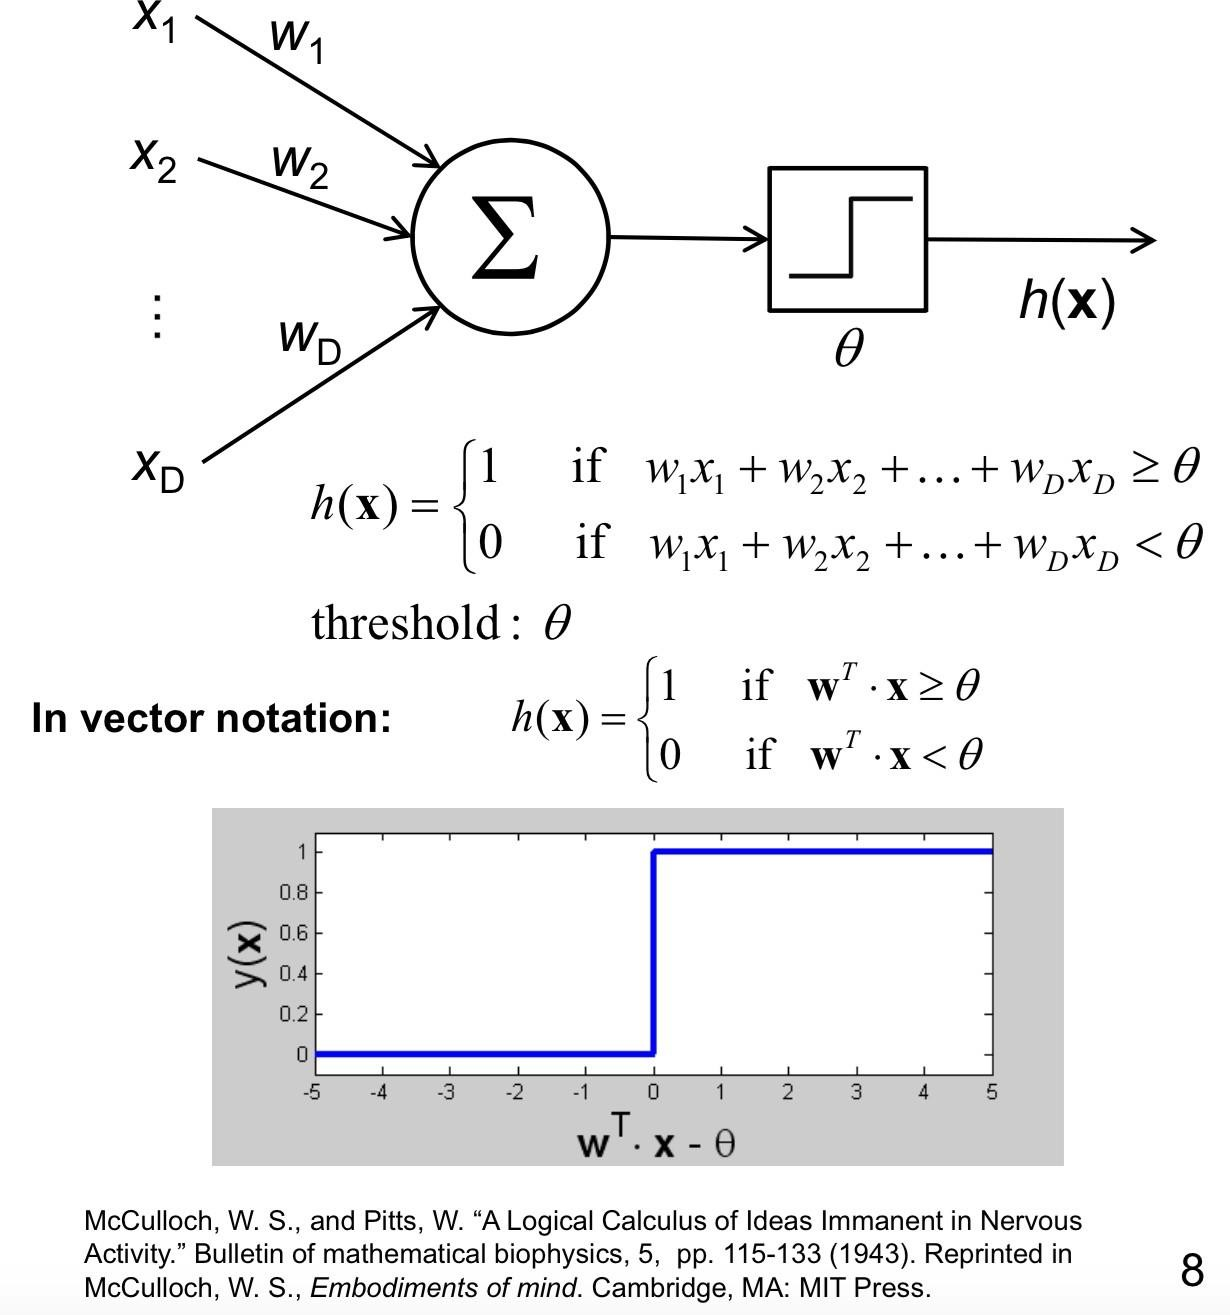 x1 w1
x2 w2
Σ
⋮
wD
h(x)
θ
xD
h(x) = { 1 if w1x1 + w2x2 + … + wDxD ≥ θ
0 if w1x1 + w2x2 + … + wDxD < θ
threshold : θ
In vector notation: h(x) = { 1 if wT · x ≥ θ
0 if wT · x < θ
1
0.8
0.6
0.4
0.2
0
y(x)
-5 -4 -3 -2 -1 0 1 2 3 4 5
wT · x - θ
McCulloch, W. S., and Pitts, W. “A Logical Calculus of Ideas Immanent in Nervous
Activity.” Bulletin of mathematical biophysics, 5, pp. 115-133 (1943). Reprinted in
McCulloch, W. S., Embodiments of mind. Cambridge, MA: MIT Press.
8